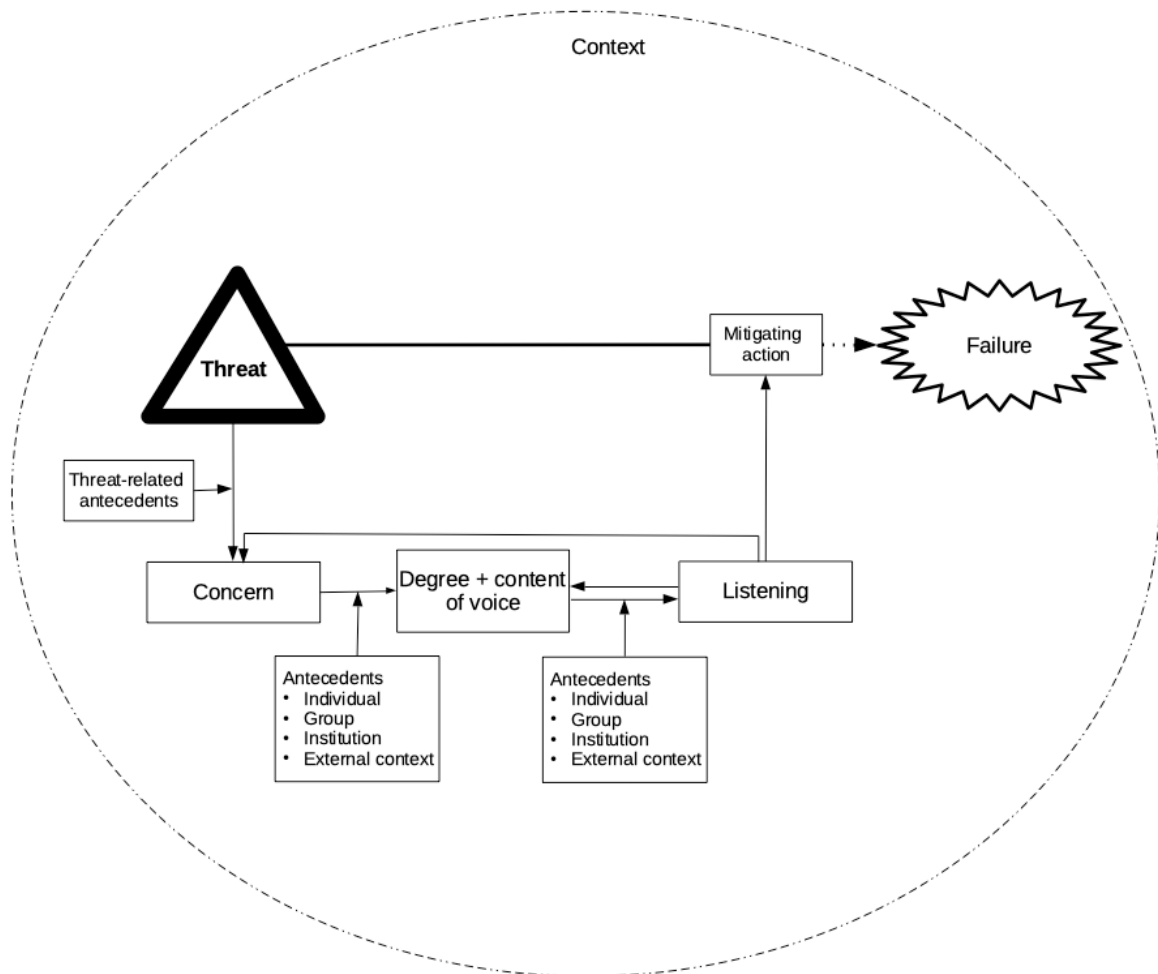 Context
Threat
Mitigating
action
Failure
Threat-related
antecedents
Concern
Degree + content
of voice
Listening
Antecedents
• Individual
• Group
• Institution
• External context
Antecedents
• Individual
• Group
• Institution
• External context